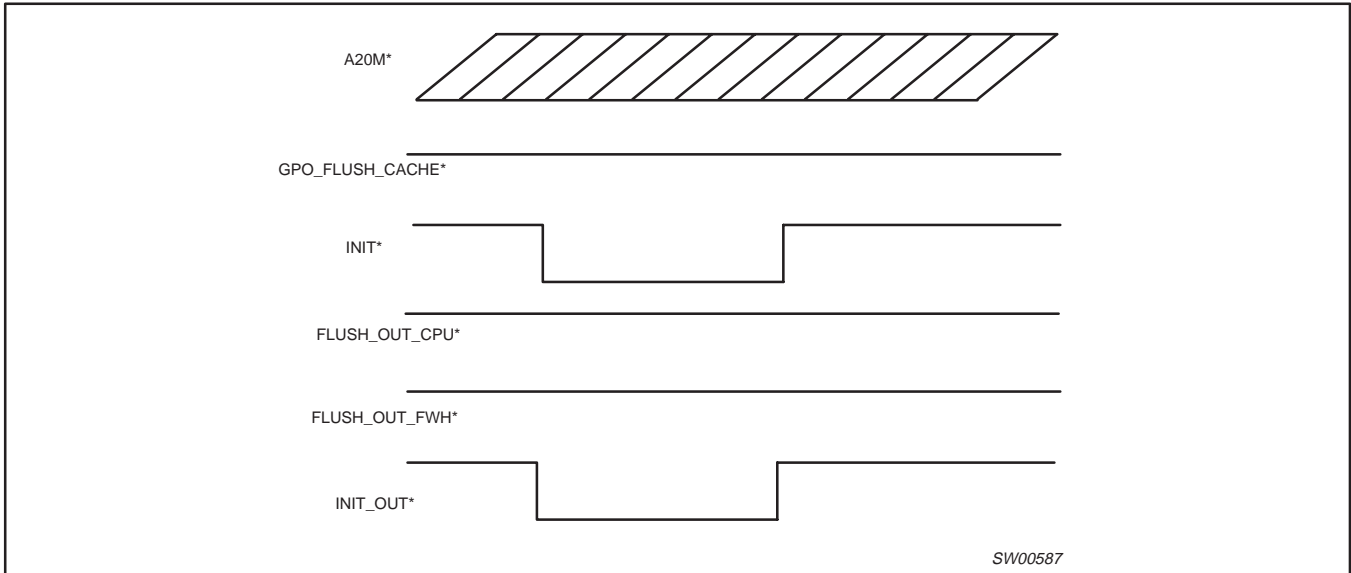 A20M*
GPO_FLUSH_CACHE*
INIT*
FLUSH_OUT_CPU*
FLUSH_OUT_FWH*
INIT_OUT*
SW00587